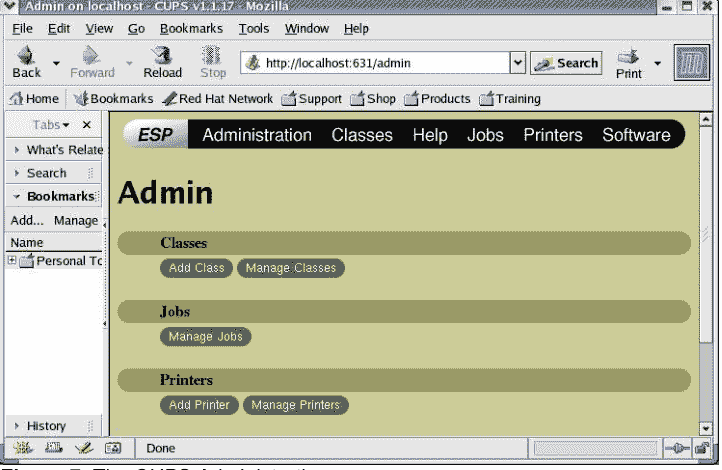 Admin on localhost - CUPS v1.1.17 - Mozilla
File Edit View Go Bookmarks Tools Window Help
Back Forward Reload Stop http://localhost:631/admin Search Print
Home Bookmarks Red Hat Network Support Shop Products Training
Tabs
What's Relate
Search
Bookmarks
Add... Manage
Name
Personal To
History
ESP Administration Classes Help Jobs Printers Software
Admin
Classes
Add Class Manage Classes
Jobs
Manage Jobs
Printers
Add Printer Manage Printers
Done